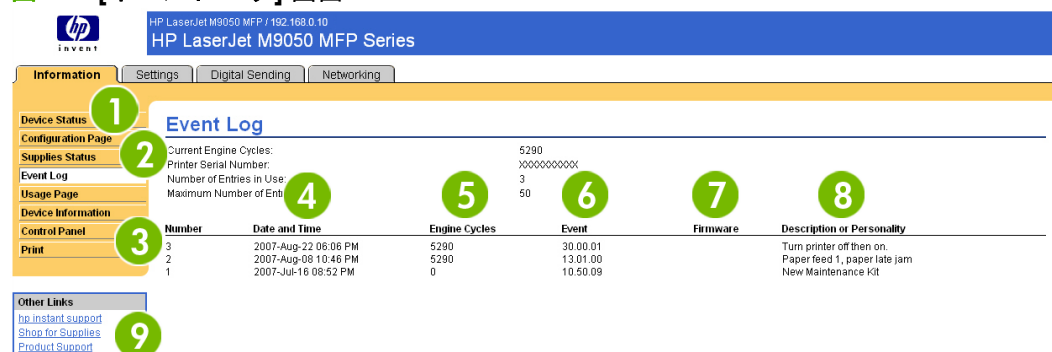 hp
invent
HP LaserJet M9050 MFP / 192.168.0.10
HP LaserJet M9050 MFP Series
Information Settings Digital Sending Networking
Device Status
Configuration Page
Supplies Status
Event Log
Usage Page
Device Information
Control Panel
Print
1
2
3
Event Log
Current Engine Cycles: 5290
Printer Serial Number: XXXXXXXXXX
Number of Entries in Use: 3
Maximum Number of 50
4 5 6 7 8
Number Date and Time Engine Cycles Event Firmware Description or Personality
3 2007-Aug-22 06:06 PM 5290 30.00.01 Turn printer off then on.
2 2007-Aug-08 10:46 PM 5290 13.01.00 Paper feed 1, paper late jam
1 2007-Jul-16 08:52 PM 0 10.50.09 New Maintenance Kit
Other Links
hp instant support
Shop for Supplies
Product Support
9